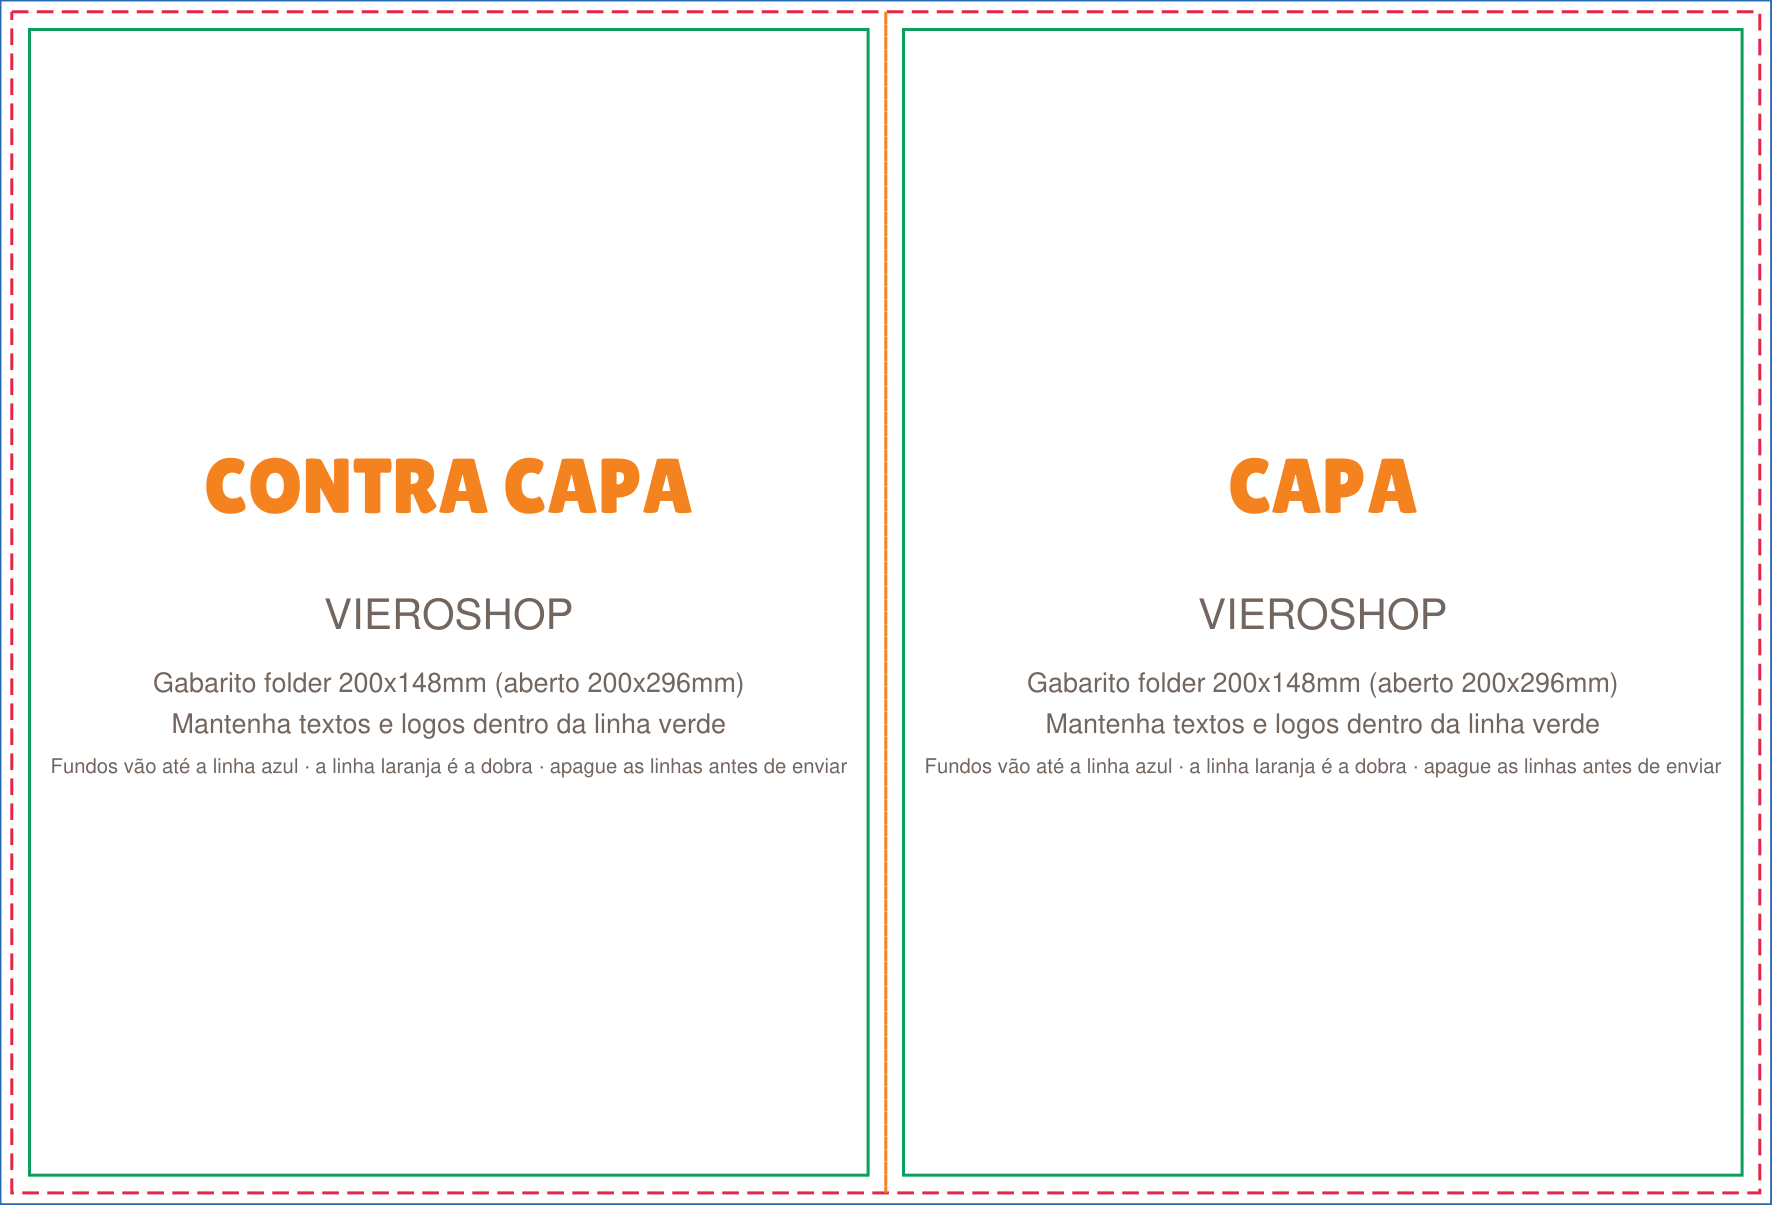 CONTRA CAPA
VIEROSHOP
Gabarito folder 200x148mm (aberto 200x296mm)
Mantenha textos e logos dentro da linha verde
Fundos vão até a linha azul · a linha laranja é a dobra · apague as linhas antes de enviar
CAPA
VIEROSHOP
Gabarito folder 200x148mm (aberto 200x296mm)
Mantenha textos e logos dentro da linha verde
Fundos vão até a linha azul · a linha laranja é a dobra · apague as linhas antes de enviar